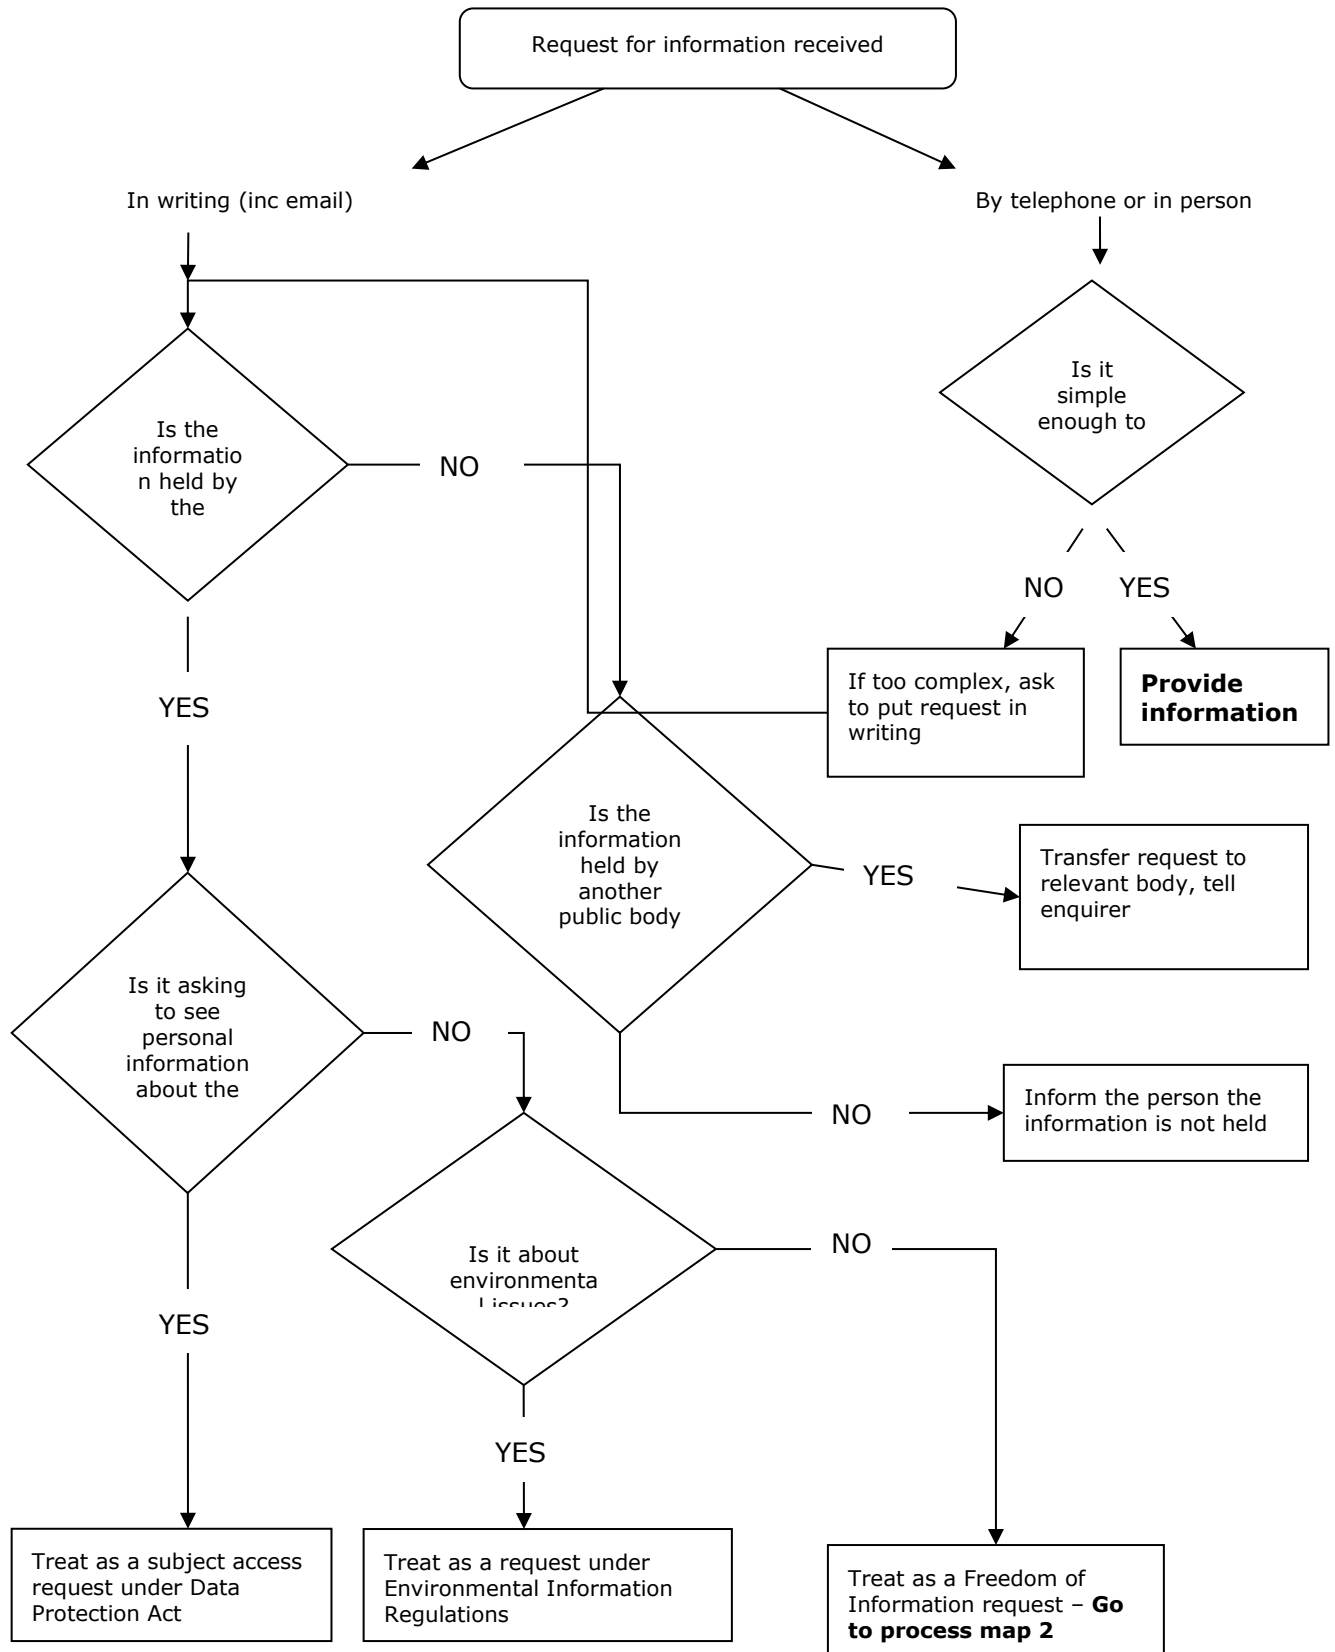 Request for information received
In writing (inc email)
By telephone or in person
Is it
simple
enough to
Is the
informatio
n held by
the
NO
NO
YES
If too complex, ask
to put request in
writing
Provide
information
YES
Is the
information
held by
another
public body
YES
Transfer request to
relevant body, tell
enquirer
Is it asking
to see
personal
information
about the
NO
NO
Inform the person the
information is not held
Is it about
environmenta
l issues?
NO
YES
YES
Treat as a subject access
request under Data
Protection Act
Treat as a request under
Environmental Information
Regulations
Treat as a Freedom of
Information request – Go
to process map 2